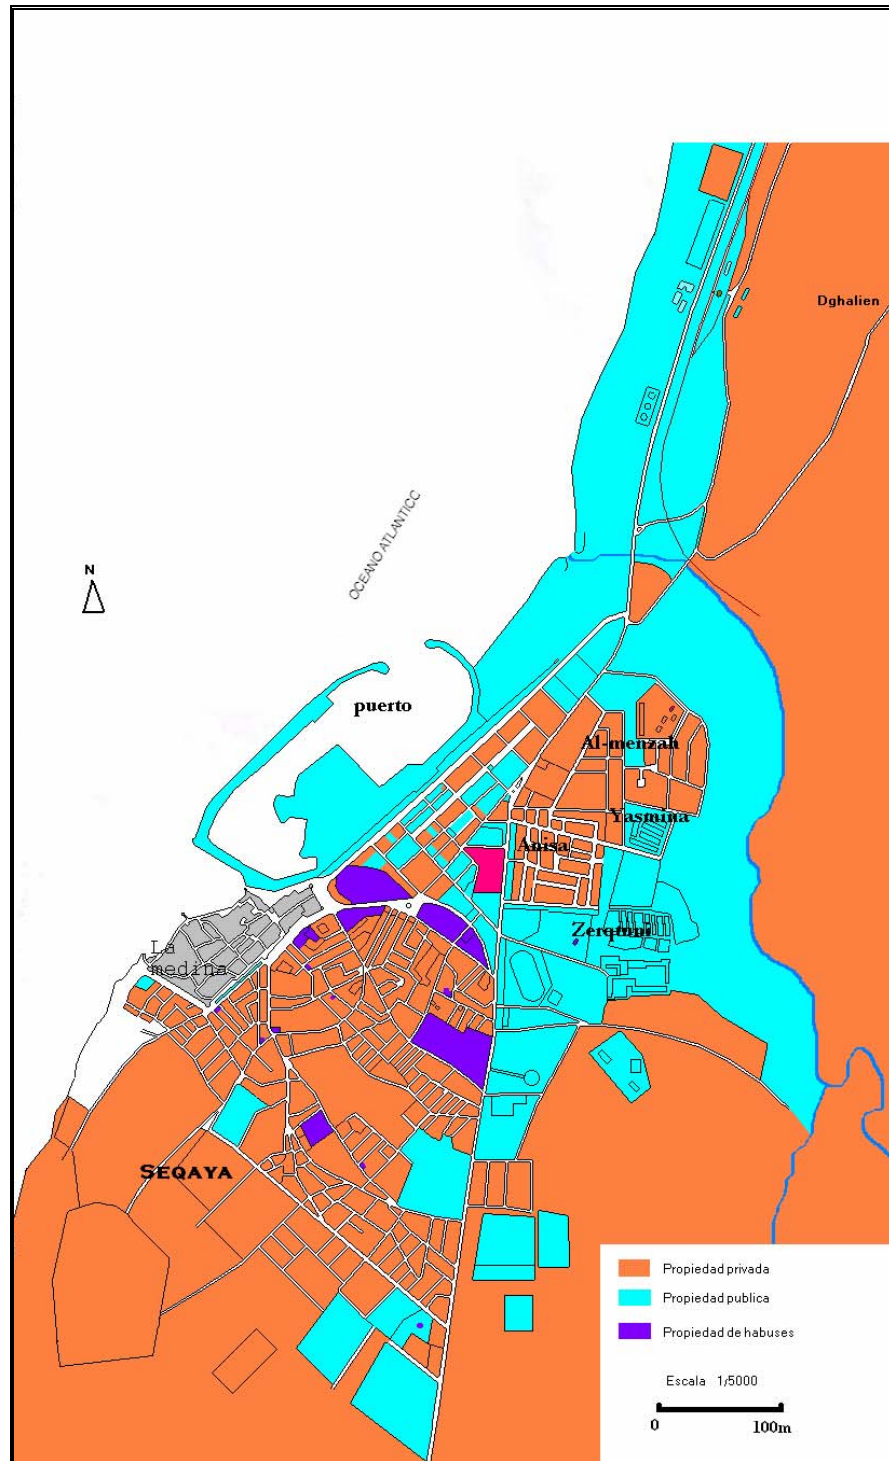 Dghalien
OCEANO ATLANTICC
N
puerto
Al-menzah
Yasmina
Anisa
Zerqtuni
La
medina
SEQAYA
Propiedad privada
Propiedad publica
Propiedad de habuses
Escala 1/5000
0 100m